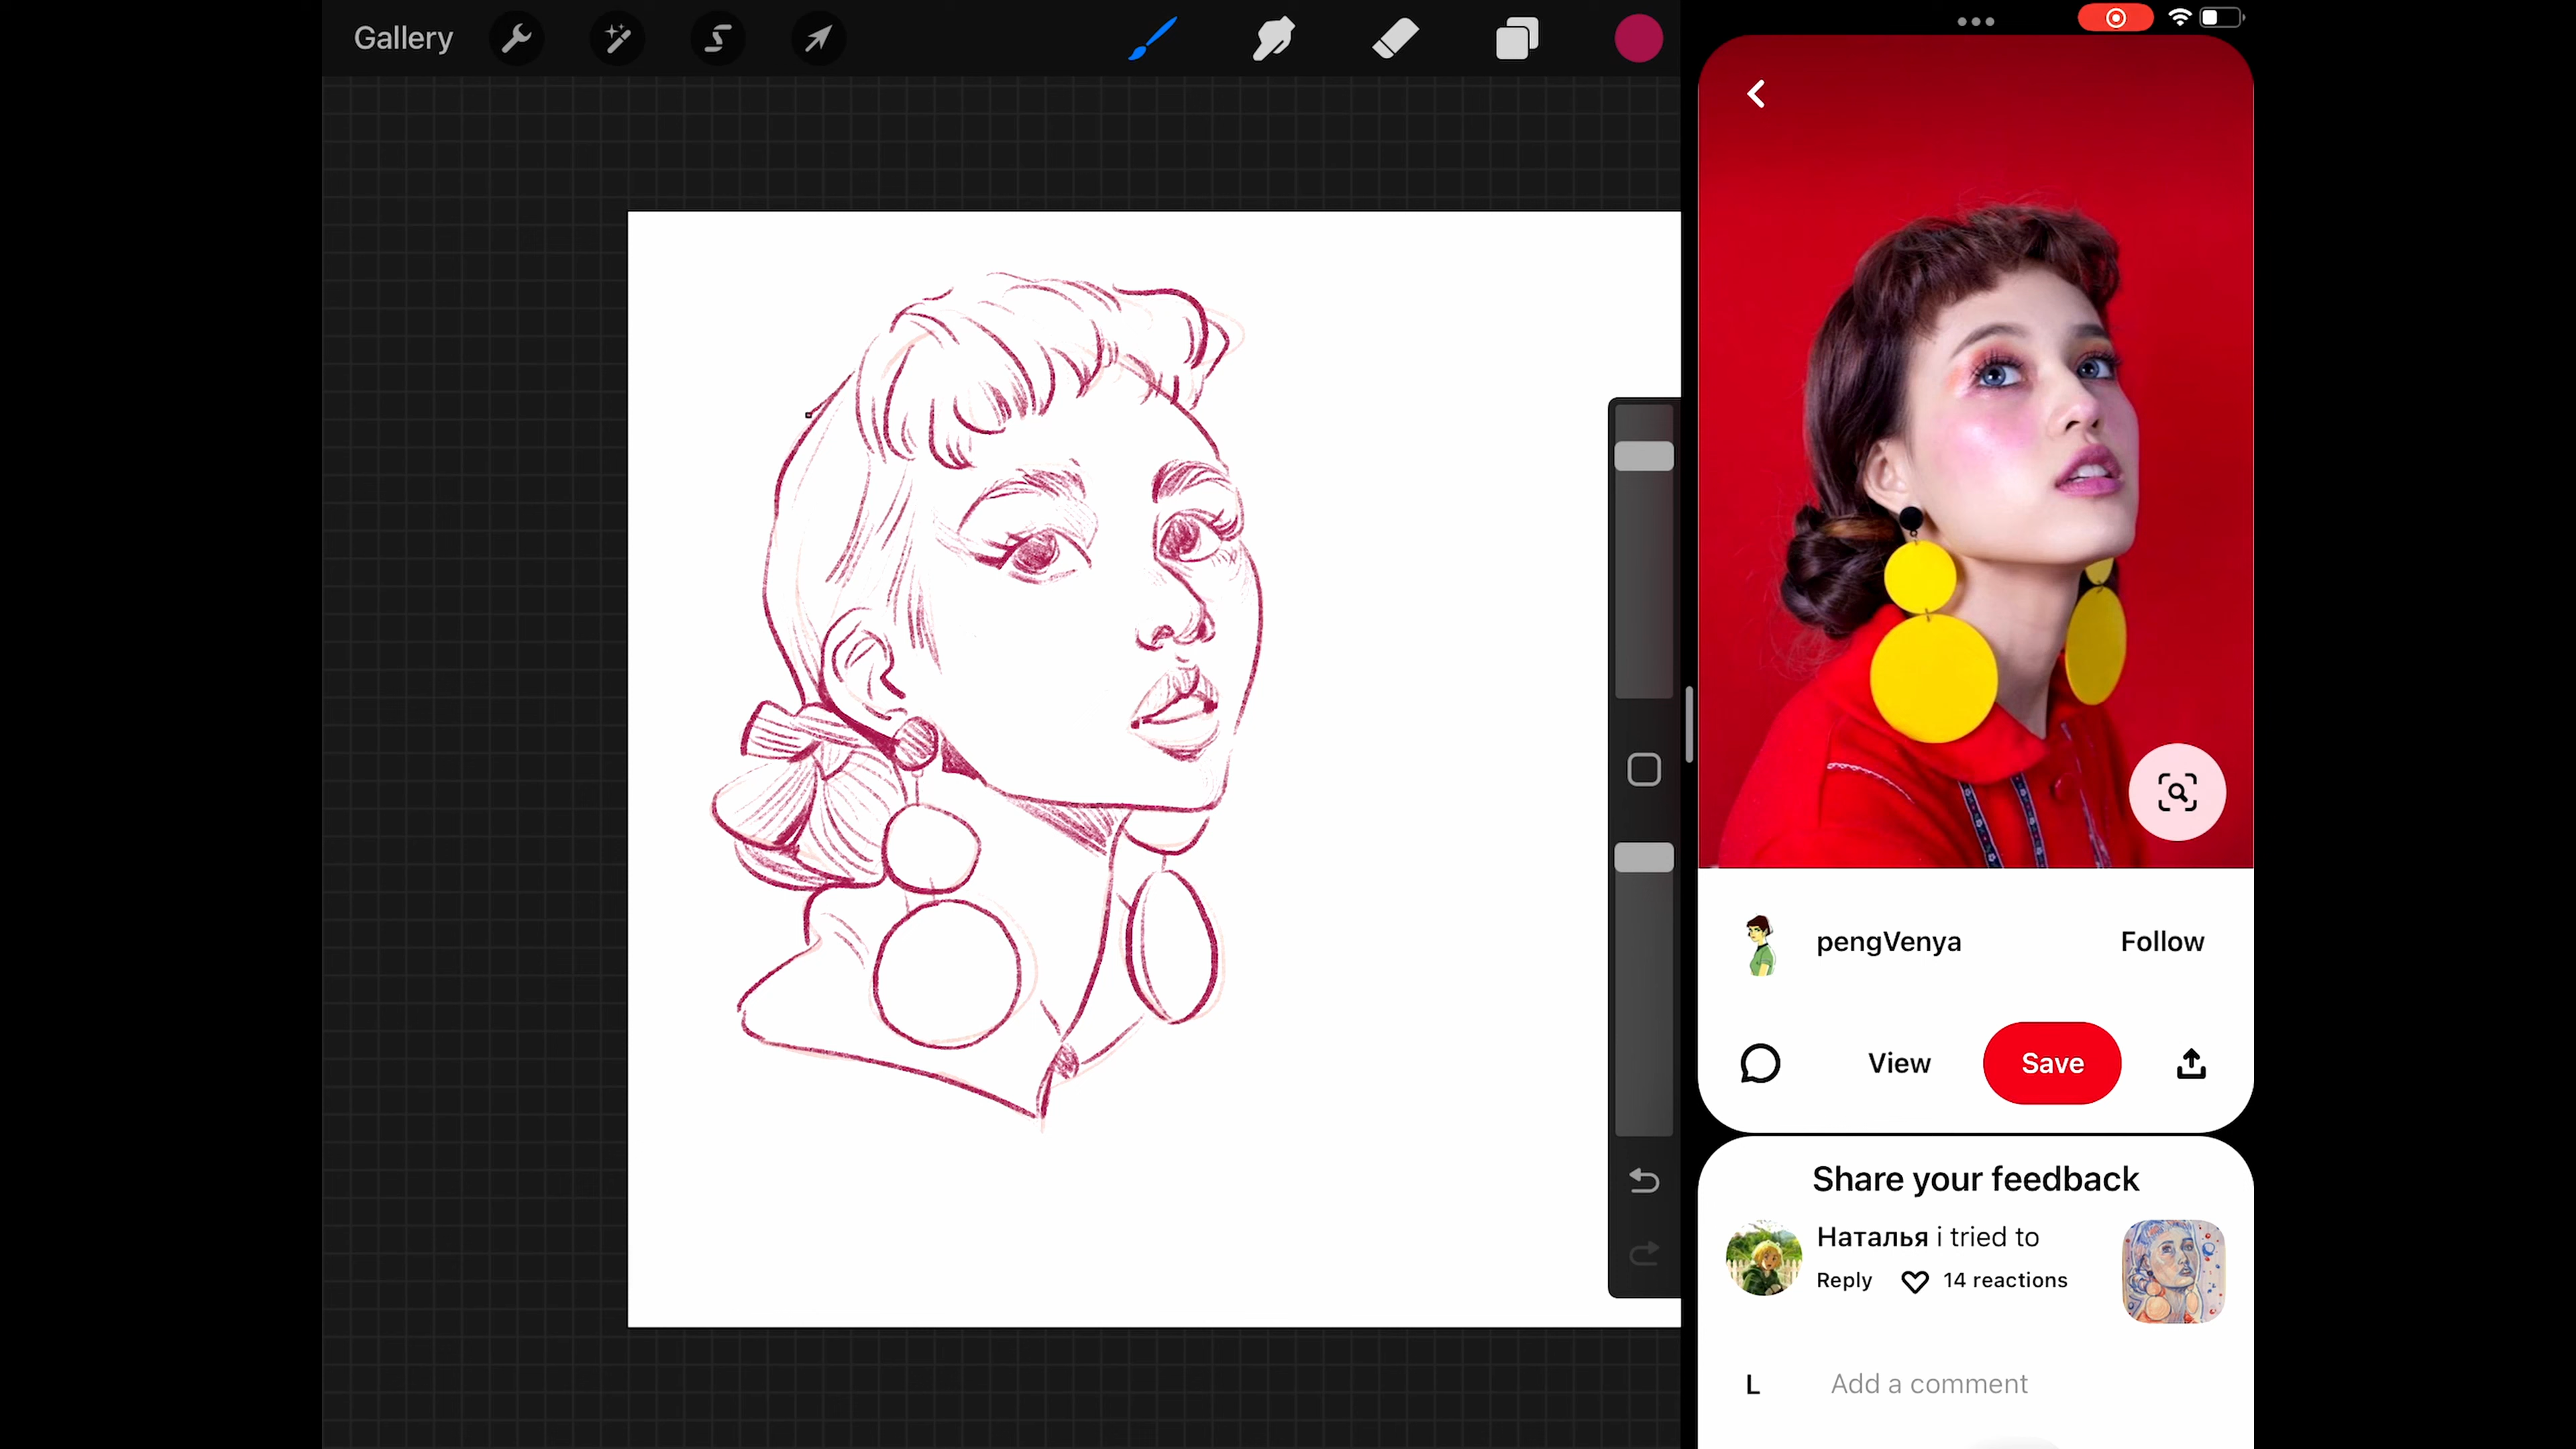 Gallery
pengVenya
Follow
View
Save
Share your feedback
Наталья i tried to
Reply
14 reactions
L
Add a comment